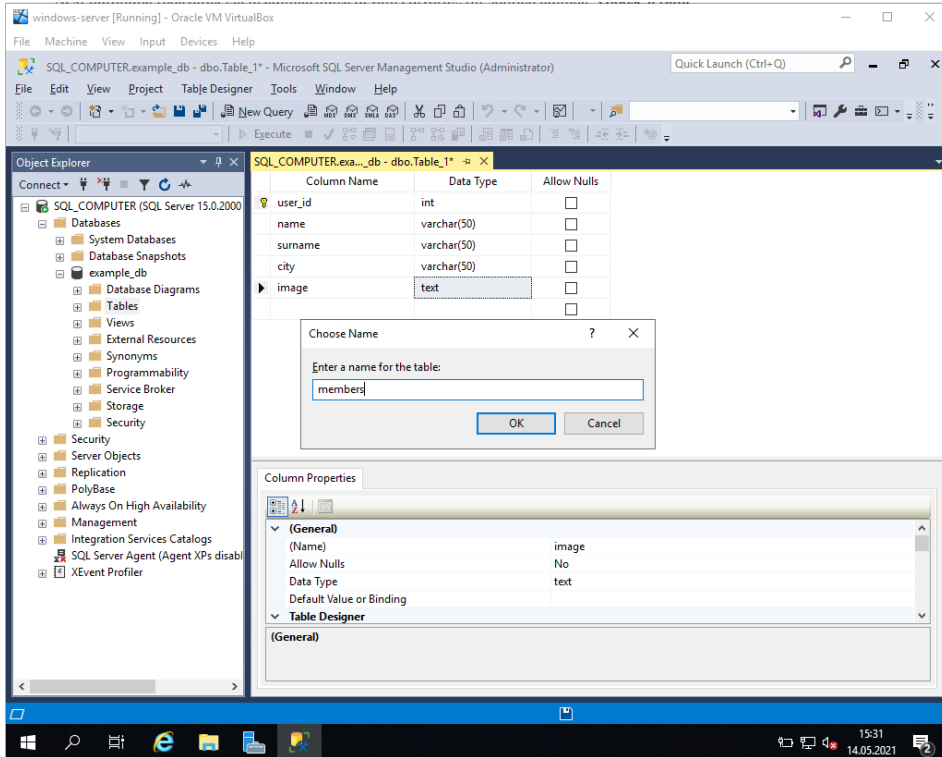 windows-server [Running] - Oracle VM VirtualBox
File Machine View Input Devices Help
SQL_COMPUTER.example_db - dbo.Table_1* - Microsoft SQL Server Management Studio (Administrator)
Quick Launch (Ctrl+Q)
File Edit View Project Table Designer Tools Window Help
New Query MDX DMX XMLA DAX
Execute
Object Explorer
SQL_COMPUTER.exa..._db - dbo.Table_1*
Connect
SQL_COMPUTER (SQL Server 15.0.2000
Databases
System Databases
Database Snapshots
example_db
Database Diagrams
Tables
Views
External Resources
Synonyms
Programmability
Service Broker
Storage
Security
Security
Server Objects
Replication
PolyBase
Always On High Availability
Management
Integration Services Catalogs
SQL Server Agent (Agent XPs disabl
XEvent Profiler
Column Name Data Type Allow Nulls
user_id int
name varchar(50)
surname varchar(50)
city varchar(50)
image text
Choose Name ?
Enter a name for the table:
members
OK Cancel
Column Properties
(General)
(Name) image
Allow Nulls No
Data Type text
Default Value or Binding
Table Designer
(General)
15:31
14.05.2021
2